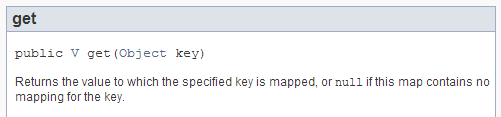 get
public V get(Object key)
Returns the value to which the specified key is mapped, or null if this map contains no
mapping for the key.